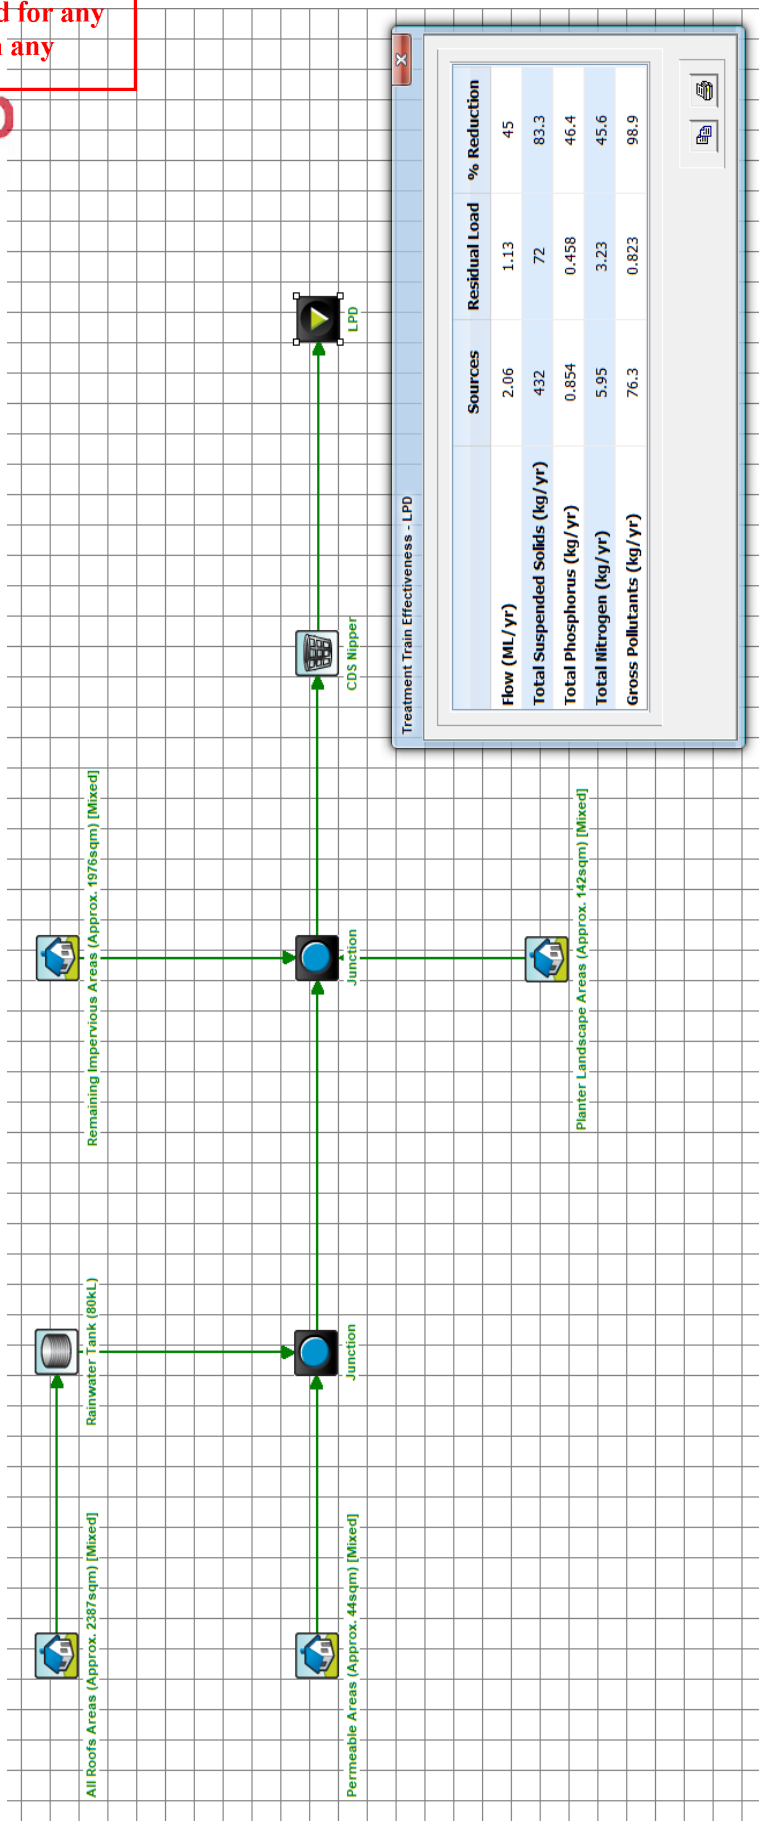 d for any
n any
All Roofs Areas (Approx. 2387sqm) [Mixed]
Rainwater Tank (80kL)
Remaining Impervious Areas (Approx. 1976sqm) [Mixed]
Permeable Areas (Approx. 44sqm) [Mixed]
Junction
Junction
CDS Nipper
LPD
Planter Landscape Areas (Approx. 142sqm) [Mixed]
Treatment Train Effectiveness - LPD
Sources Residual Load % Reduction
Flow (ML/yr) 2.06 1.13 45
Total Suspended Solids (kg/yr) 432 72 83.3
Total Phosphorus (kg/yr) 0.854 0.458 46.4
Total Nitrogen (kg/yr) 5.95 3.23 45.6
Gross Pollutants (kg/yr) 76.3 0.823 98.9